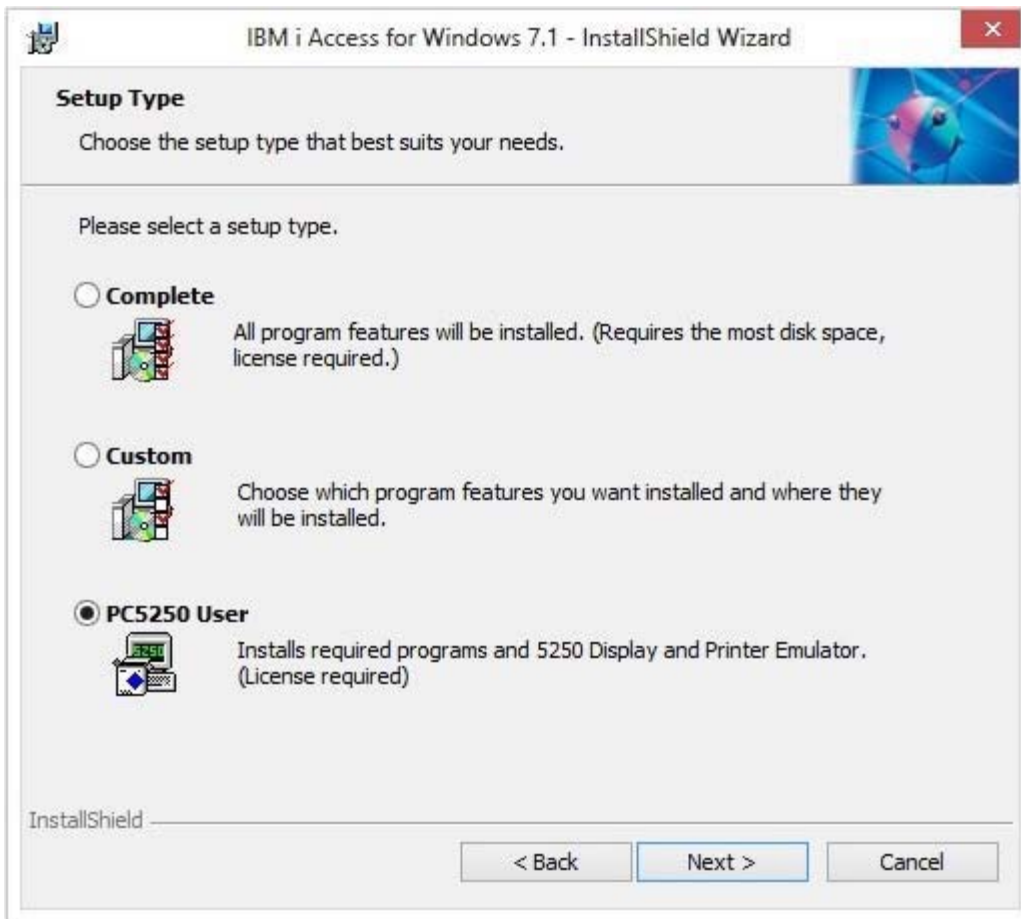 IBM i Access for Windows 7.1 - InstallShield Wizard
Setup Type
Choose the setup type that best suits your needs.
Please select a setup type.
Complete
All program features will be installed. (Requires the most disk space,
license required.)
Custom
Choose which program features you want installed and where they
will be installed.
PC5250 User
5250
Installs required programs and 5250 Display and Printer Emulator.
(License required)
InstallShield
< Back
Next >
Cancel